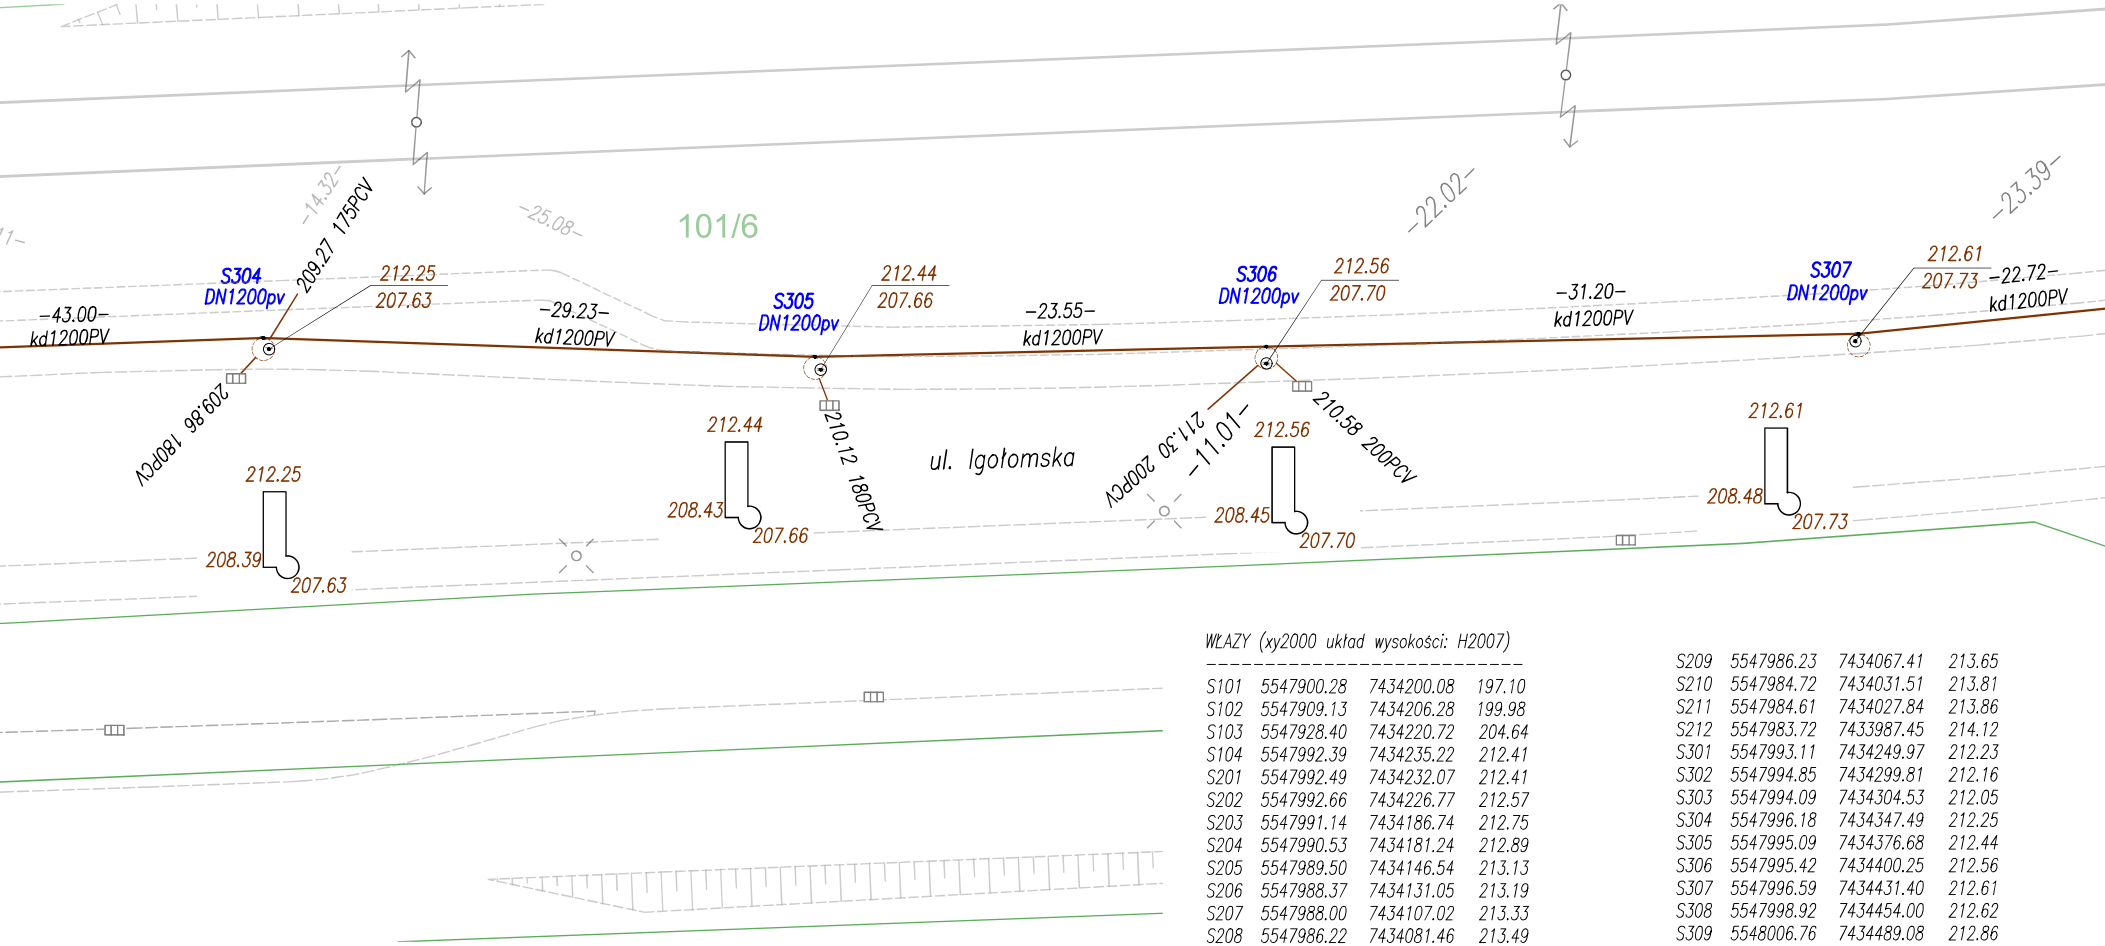 -14.32-
209.27 175PCV
-25.08-
101/6
-22.02-
-23.39-
11-
S304
DN1200pv
212.25
207.63
S305
DN1200pv
212.44
207.66
S306
DN1200pv
212.56
207.70
S307
DN1200pv
212.61
207.73
-43.00-
kd1200PV
-29.23-
kd1200PV
-23.55-
kd1200PV
-31.20-
kd1200PV
-22.72-
kd1200PV
209.86 180PCV
210.12 180PCV
211.30 200PCV
-11.01-
210.58 200PCV
ul. Igołomska
212.25
208.39
207.63
212.44
208.43
207.66
212.56
208.45
207.70
212.61
208.48
207.73
WŁAZY (xy2000 układ wysokości: H2007)
----------------------------
S101 5547900.28 7434200.08 197.10
S102 5547909.13 7434206.28 199.98
S103 5547928.40 7434220.72 204.64
S104 5547992.39 7434235.22 212.41
S201 5547992.49 7434232.07 212.41
S202 5547992.66 7434226.77 212.57
S203 5547991.14 7434186.74 212.75
S204 5547990.53 7434181.24 212.89
S205 5547989.50 7434146.54 213.13
S206 5547988.37 7434131.05 213.19
S207 5547988.00 7434107.02 213.33
S208 5547986.22 7434081.46 213.49
S209 5547986.23 7434067.41 213.65
S210 5547984.72 7434031.51 213.81
S211 5547984.61 7434027.84 213.86
S212 5547983.72 7433987.45 214.12
S301 5547993.11 7434249.97 212.23
S302 5547994.85 7434299.81 212.16
S303 5547994.09 7434304.53 212.05
S304 5547996.18 7434347.49 212.25
S305 5547995.09 7434376.68 212.44
S306 5547995.42 7434400.25 212.56
S307 5547996.59 7434431.40 212.61
S308 5547998.92 7434454.00 212.62
S309 5548006.76 7434489.08 212.86